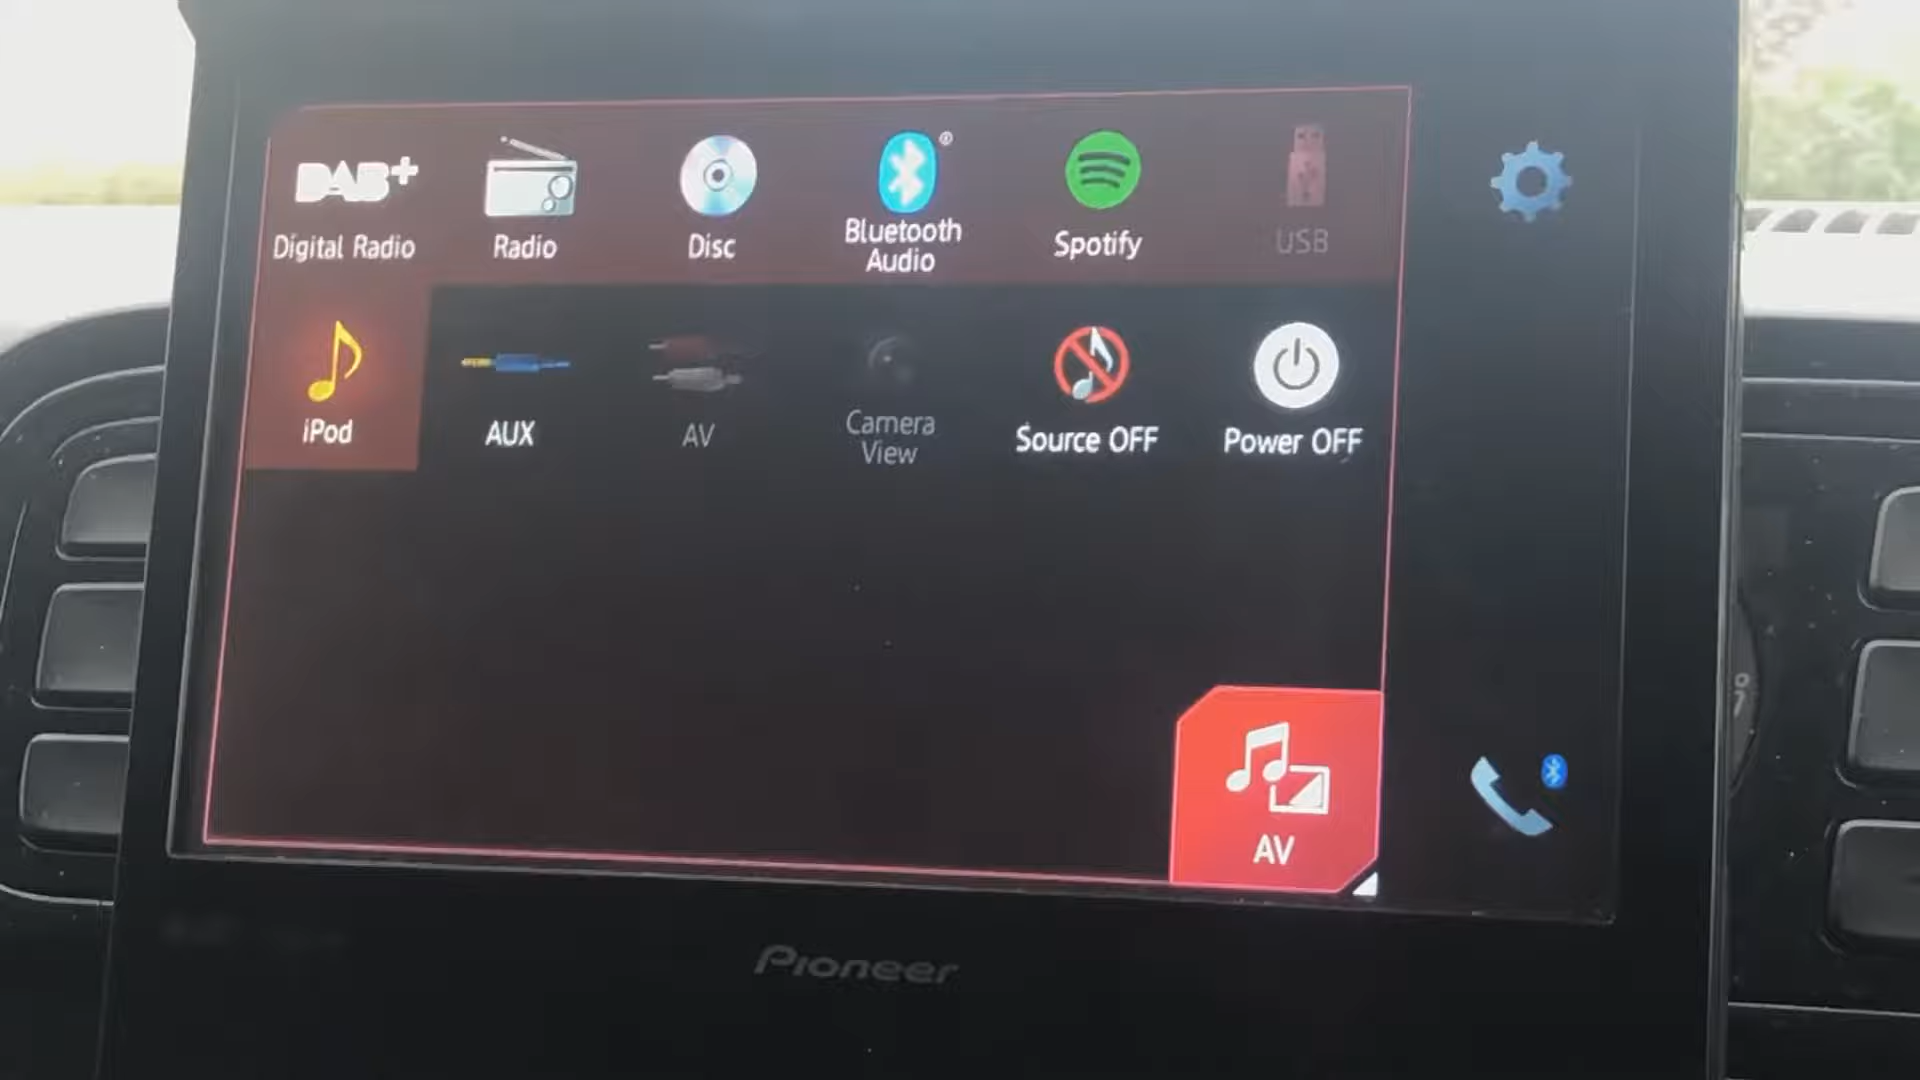 DAB+
Digital Radio
Radio
Disc
Bluetooth
Audio
Spotify
USB
iPod
AUX
AV
Camera
View
Source OFF
Power OFF
AV
Pioneer